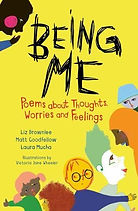 BEING
ME
Poems about Thoughts,
Worries and Feelings
Liz Brownlee
Matt Goodfellow
Laura Mucha
Illustrations by
Victoria Jane Wheeler